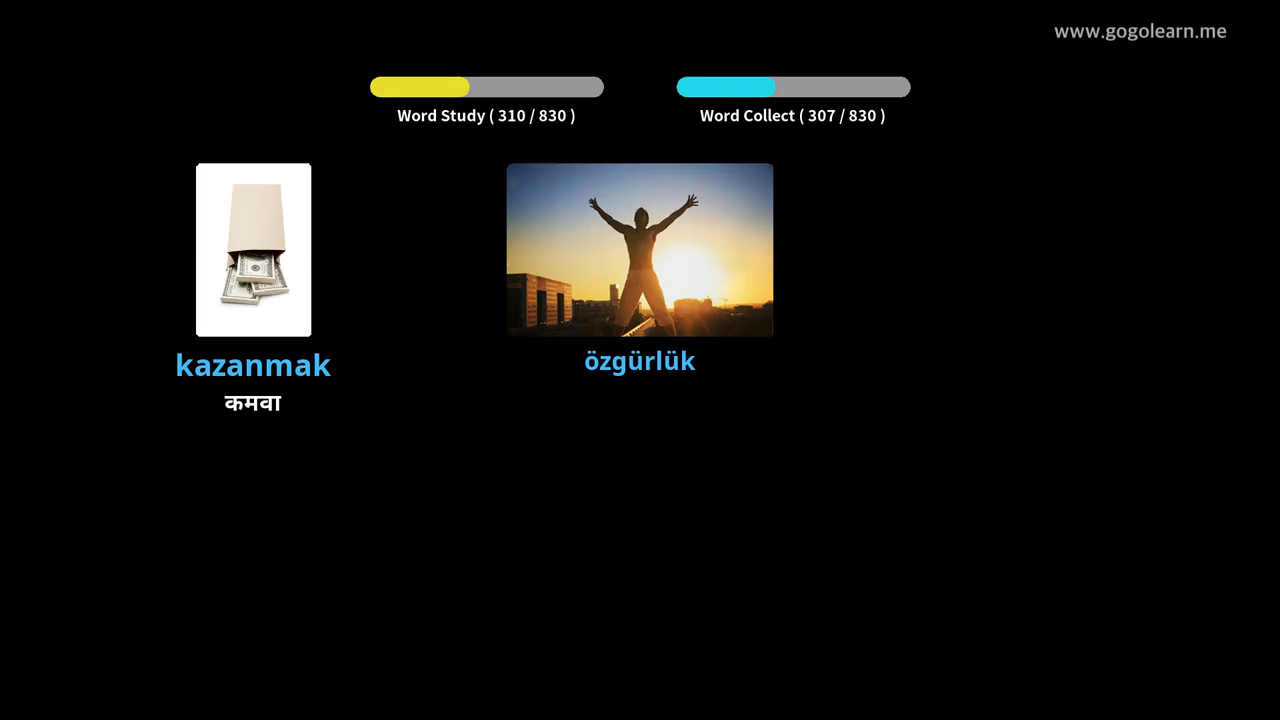 www.gogolearn.me
Word Study ( 310 / 830 )
Word Collect ( 307 / 830 )
kazanmak
कमवा
özgürlük